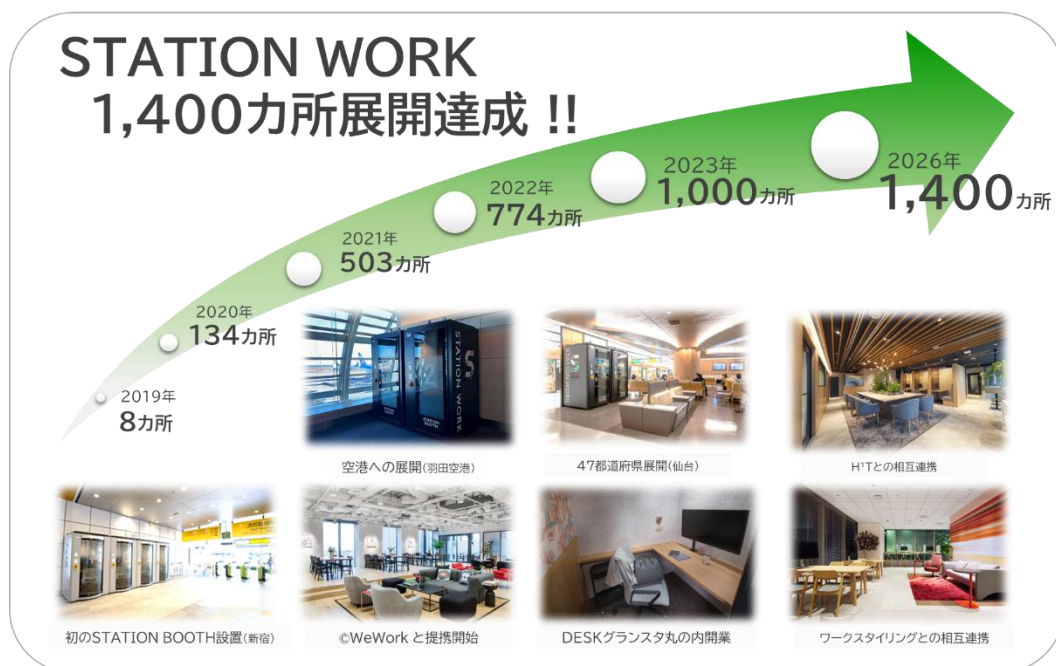 STATION WORK
1,400カ所展開達成 !!
2019年
8カ所
2020年
134カ所
2021年
503カ所
2022年
774カ所
2023年
1,000カ所
2026年
1,400カ所
STATION WORK
STATION
BOOTH
空港への展開(羽田空港)
47都道府県展開(仙台)
H¹Tとの相互連携
初のSTATION BOOTH設置(新宿)
©WeWork と提携開始
DESKグランスタ丸の内開業
ワークスタイリングとの相互連携